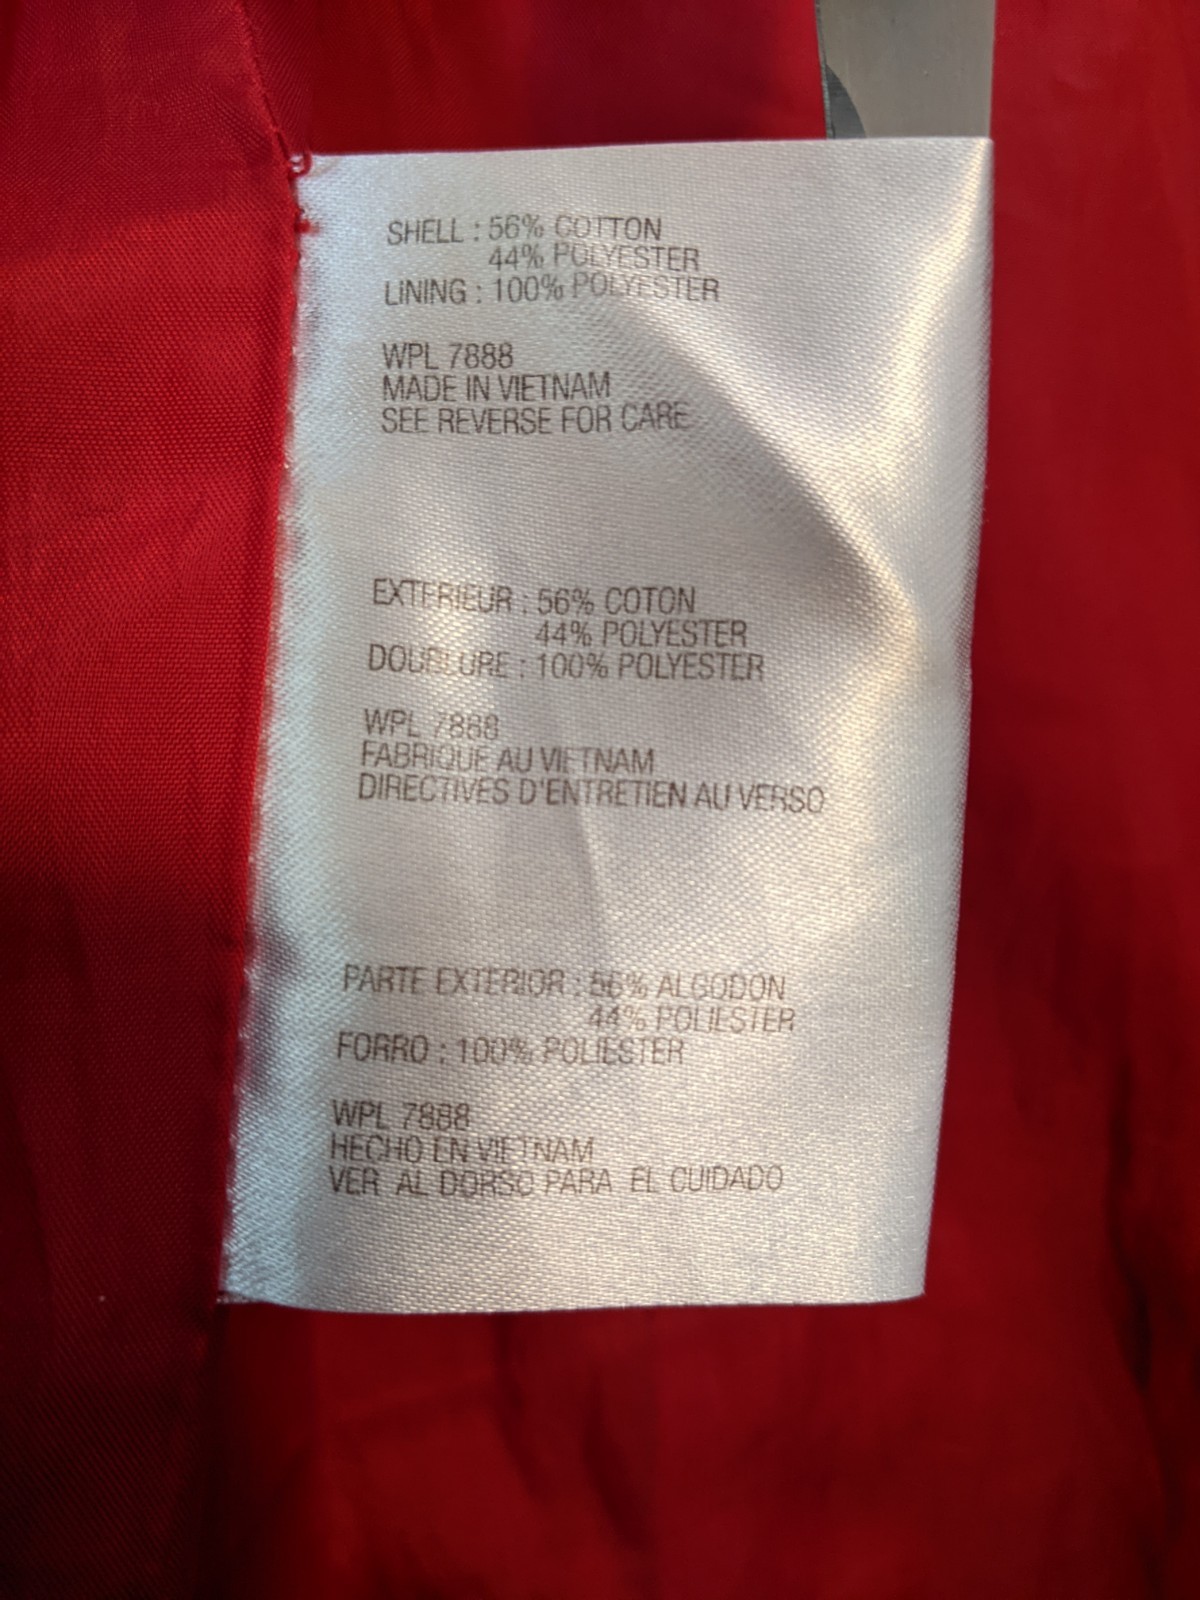 SHELL : 56% COTTON
44% POLYESTER
LINING : 100% POLYESTER
WPL 7888
MADE IN VIETNAM
SEE REVERSE FOR CARE
EXTERIEUR : 56% COTON
44% POLYESTER
DOUBLURE : 100% POLYESTER
WPL 7888
FABRIQUE AU VIETNAM
DIRECTIVES D'ENTRETIEN AU VERSO
PARTE EXTERIOR : 56% ALGODON
44% POLIESTER
FORRO : 100% POLIESTER
WPL 7888
HECHO EN VIETNAM
VER AL DORSO PARA EL CUIDADO